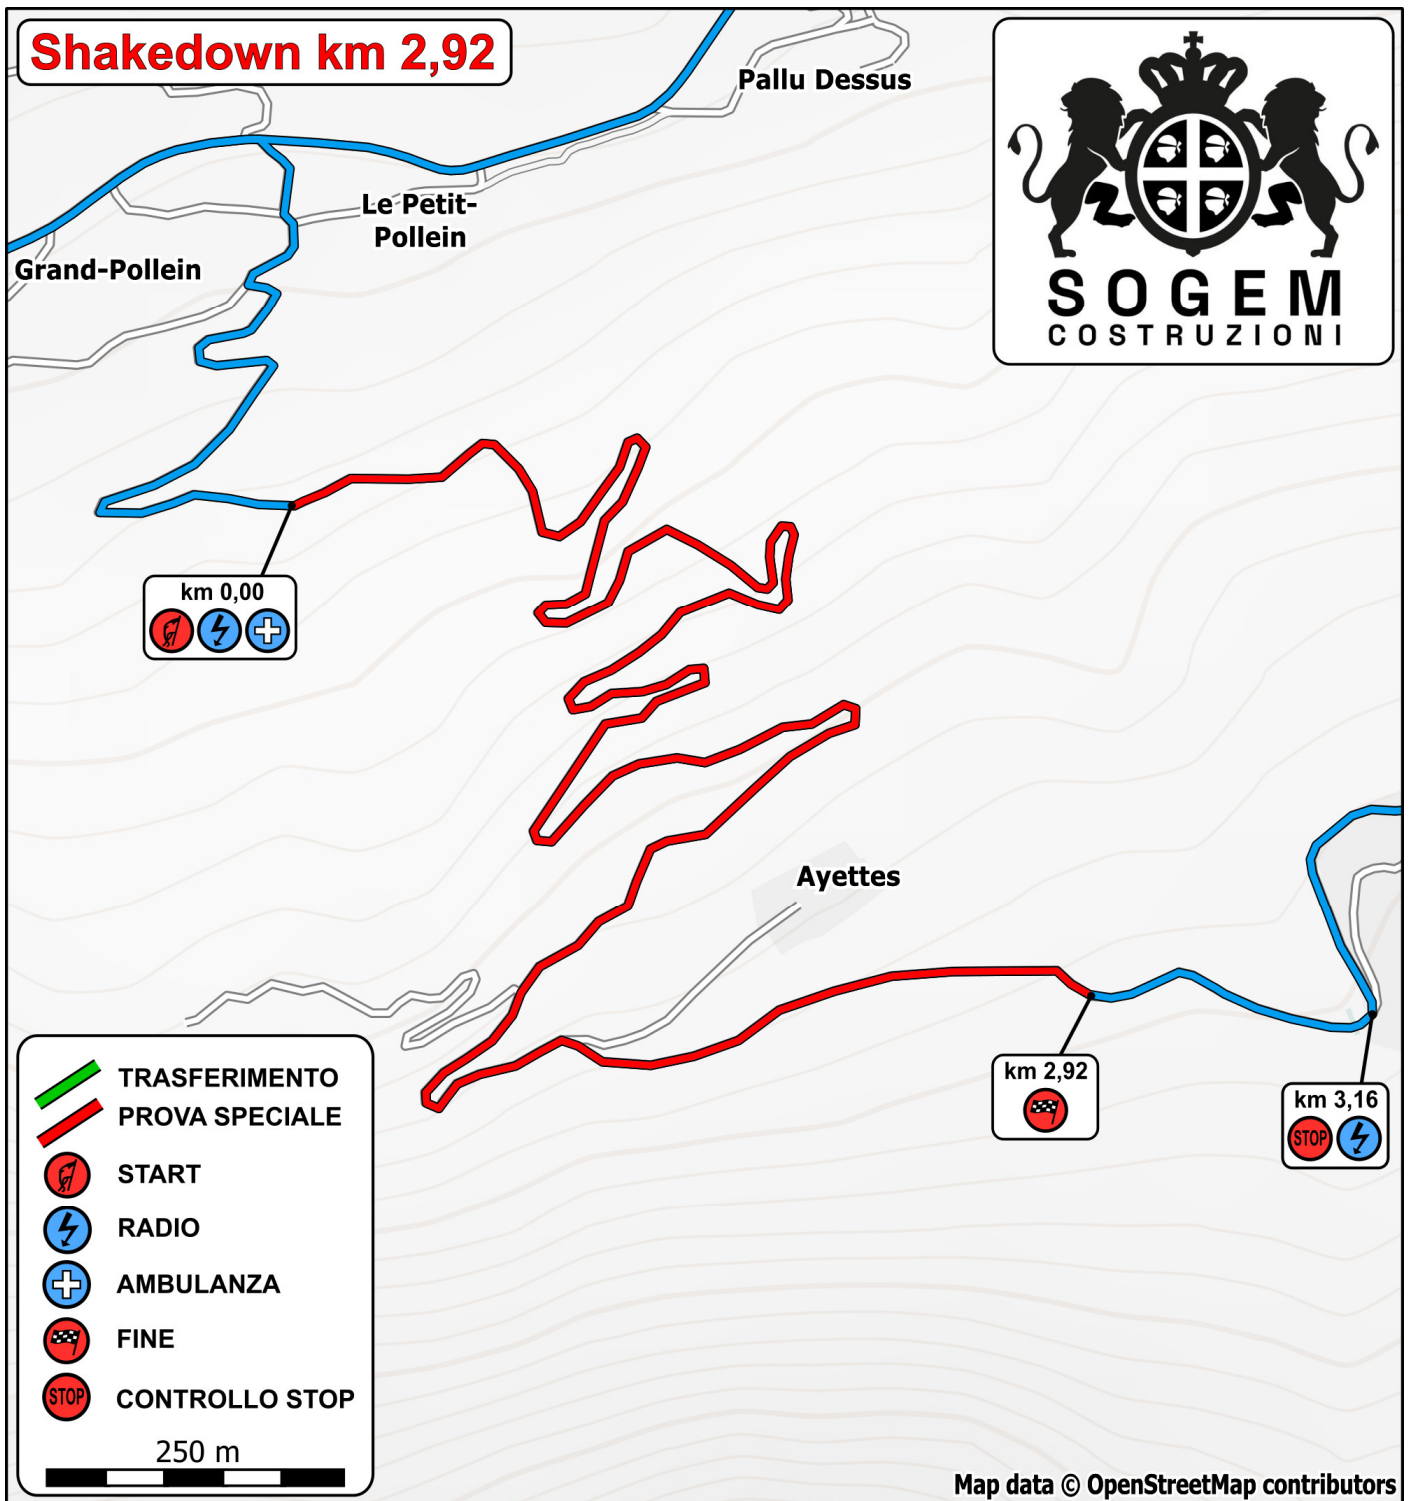 Shakedown km 2,92
Pallu Dessus
Le Petit-
Pollein
Grand-Pollein
SOGEM
COSTRUZIONI
km 0,00
Ayettes
km 2,92
km 3,16
STOP
TRASFERIMENTO
PROVA SPECIALE
START
RADIO
AMBULANZA
FINE
STOP CONTROLLO STOP
250 m
Map data © OpenStreetMap contributors